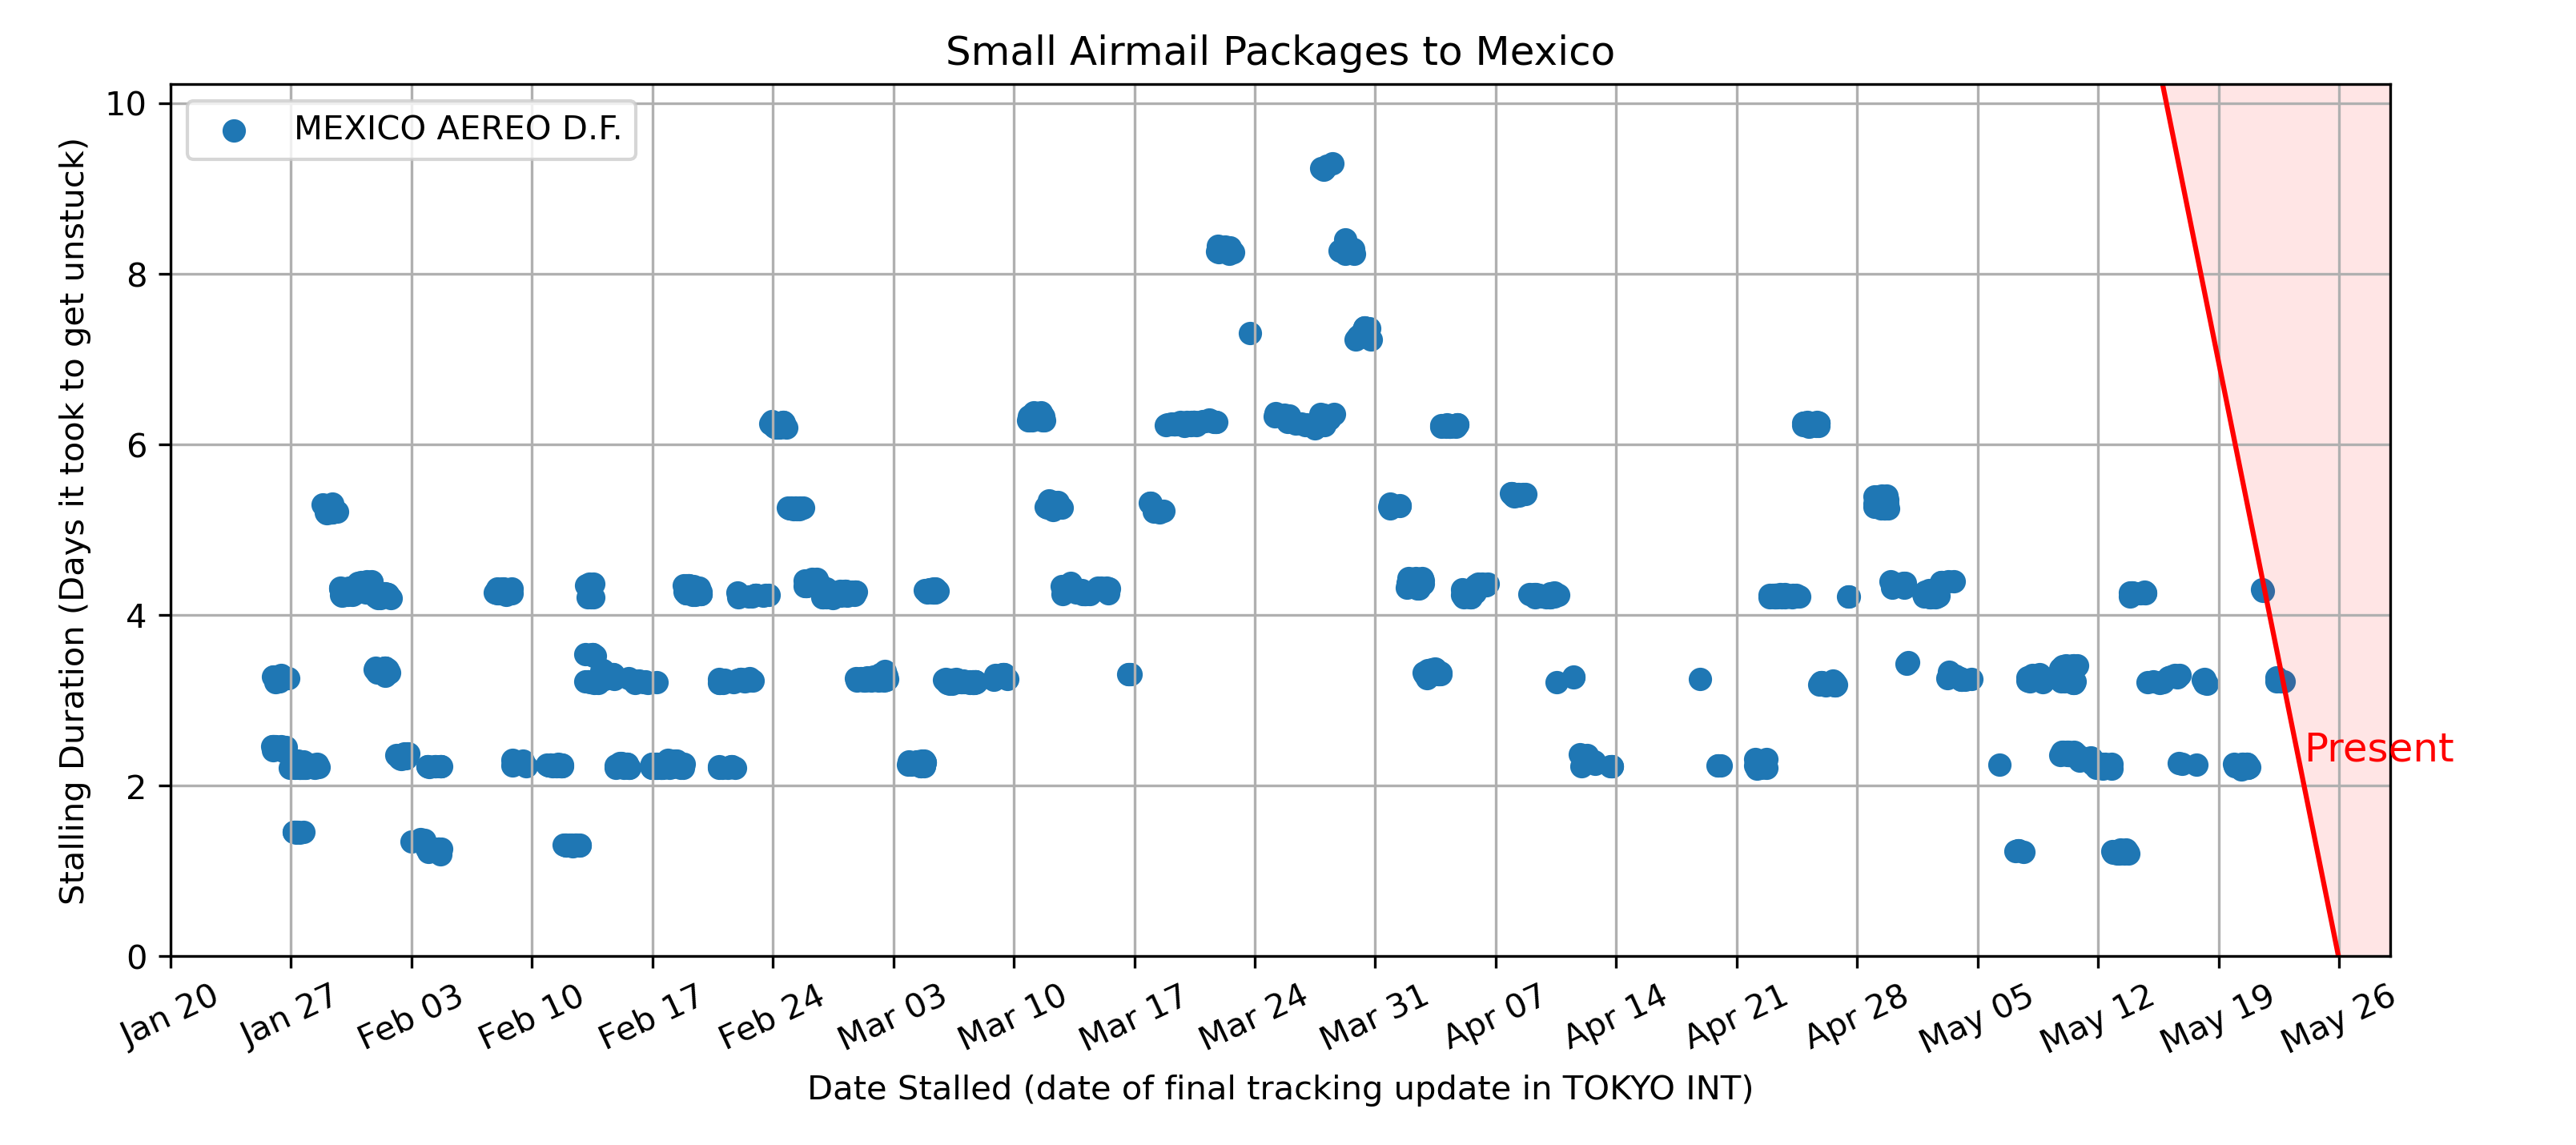 Small Airmail Packages to Mexico
MEXICO AEREO D.F.
Stalling Duration (Days it took to get unstuck)
10
8
6
4
2
0
Present
Jan 20
Jan 27
Feb 03
Feb 10
Feb 17
Feb 24
Mar 03
Mar 10
Mar 17
Mar 24
Mar 31
Apr 07
Apr 14
Apr 21
Apr 28
May 05
May 12
May 19
May 26
Date Stalled (date of final tracking update in TOKYO INT)